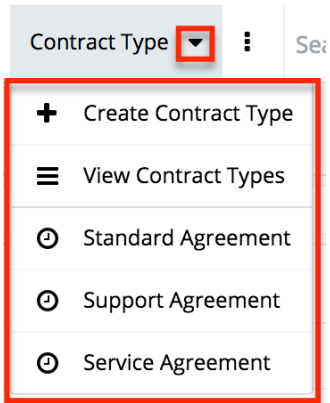 Contract Type
Sea
Create Contract Type
View Contract Types
Standard Agreement
Support Agreement
Service Agreement